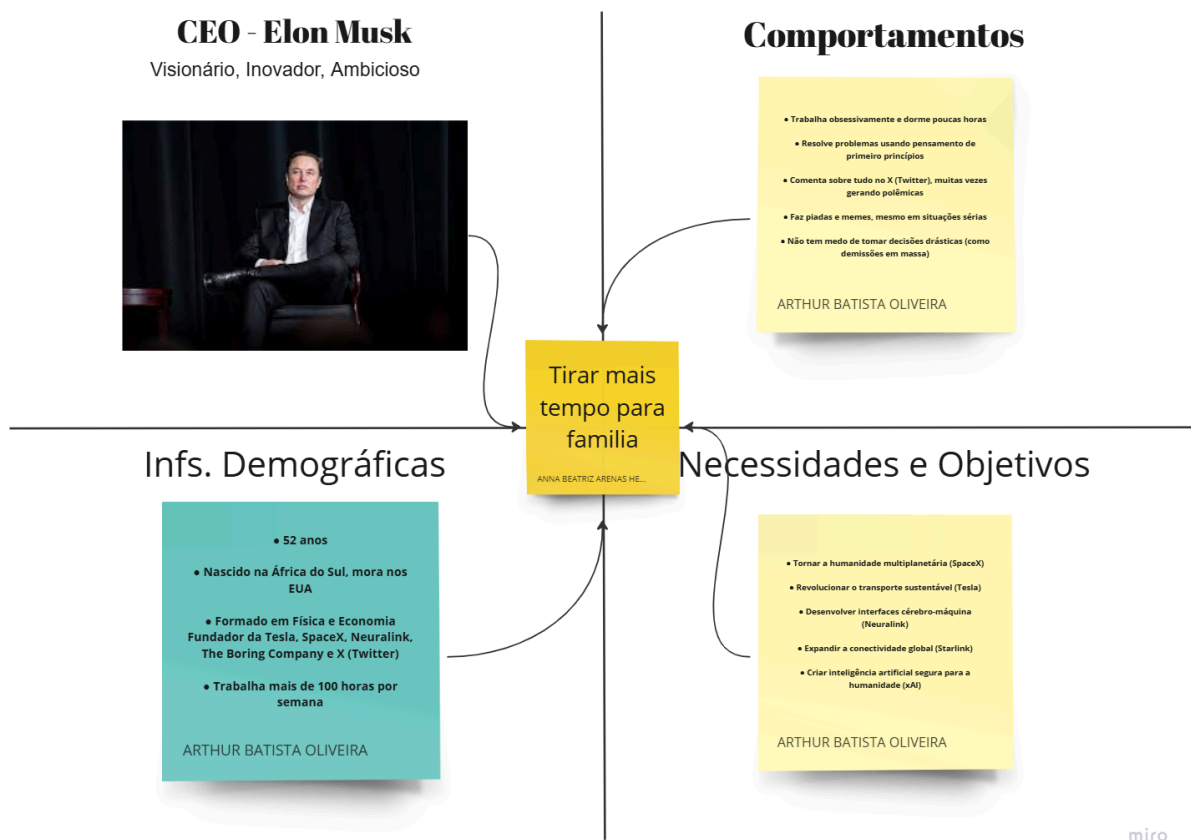 CEO - Elon Musk
Visionário, Inovador, Ambicioso
Comportamentos
● Trabalha obsessivamente e dorme poucas horas
● Resolve problemas usando pensamento de
primeiro princípios
● Comenta sobre tudo no X (Twitter), muitas vezes
gerando polêmicas
● Faz piadas e memes, mesmo em situações sérias
● Não tem medo de tomar decisões drásticas (como
demissões em massa)
ARTHUR BATISTA OLIVEIRA
Tirar mais
tempo para
familia
ANNA BEATRIZ ARENAS HE...
Infs. Demográficas
● 52 anos
● Nascido na África do Sul, mora nos
EUA
● Formado em Física e Economia
Fundador da Tesla, SpaceX, Neuralink,
The Boring Company e X (Twitter)
● Trabalha mais de 100 horas por
semana
ARTHUR BATISTA OLIVEIRA
Necessidades e Objetivos
● Tornar a humanidade multiplanetária (SpaceX)
● Revolucionar o transporte sustentável (Tesla)
● Desenvolver interfaces cérebro-máquina
(Neuralink)
● Expandir a conectividade global (Starlink)
● Criar inteligência artificial segura para a
humanidade (xAI)
ARTHUR BATISTA OLIVEIRA
miro